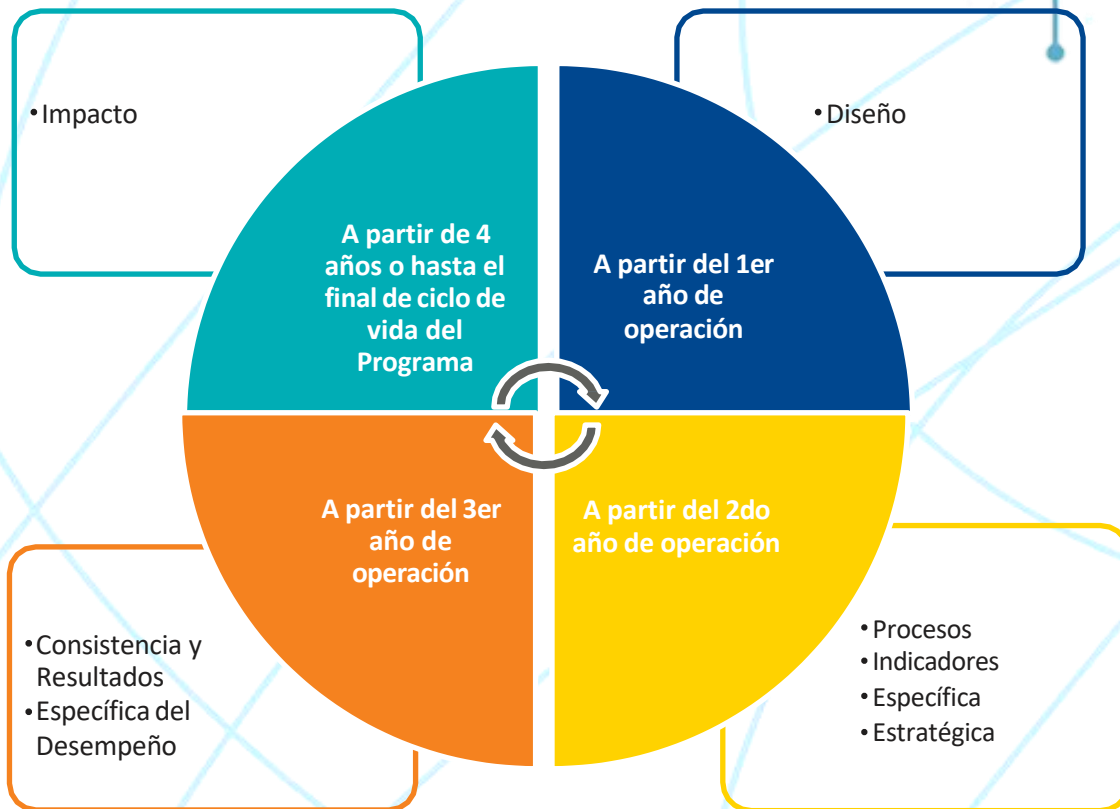 •Impacto
•Diseño
A partir de 4
años o hasta el
final de ciclo de
vida del
Programa
A partir del 1er
año de
operación
A partir del 3er
año de
operación
A partir del 2do
año de operación
•Consistencia y
Resultados
•Específica del
Desempeño
•Procesos
•Indicadores
•Específica
•Estratégica